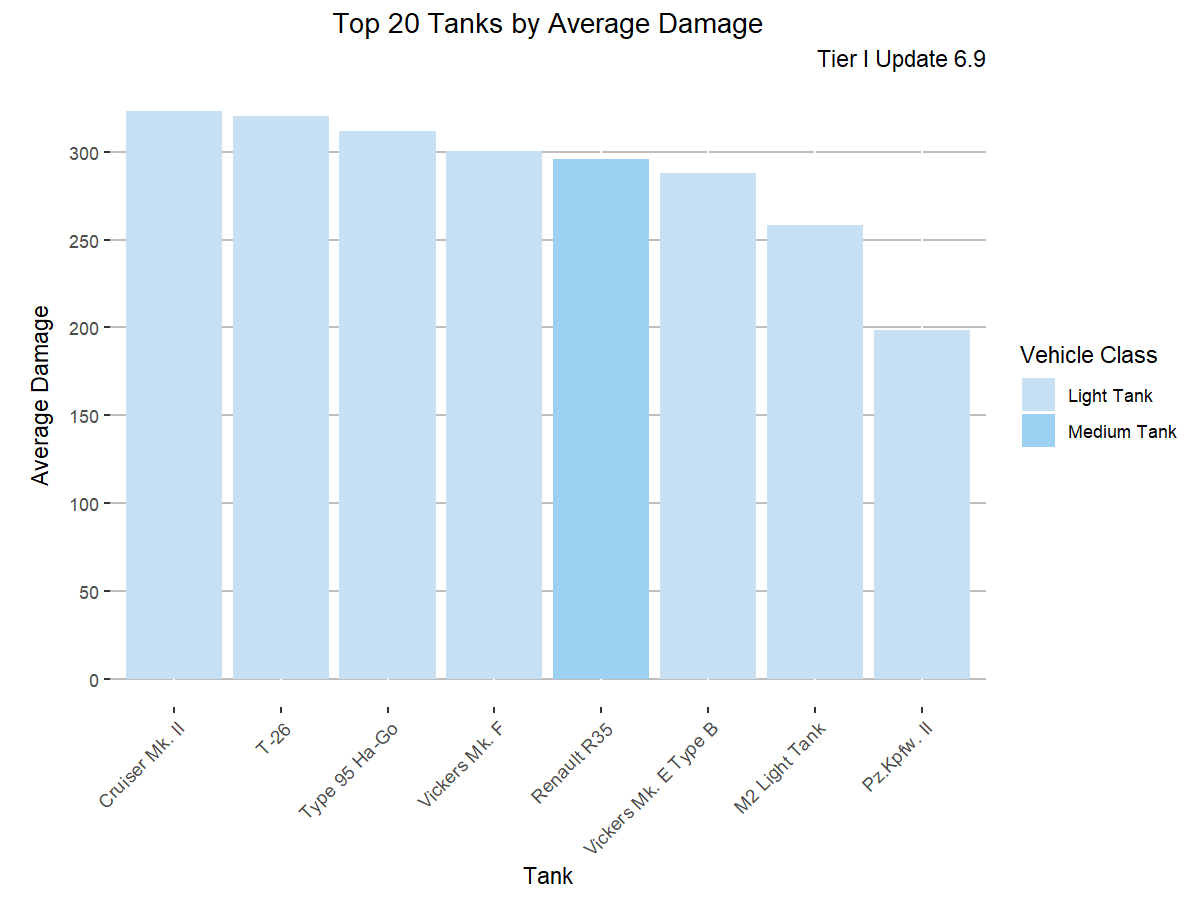 Top 20 Tanks by Average Damage
Tier I Update 6.9
Average Damage
300
250
200
150
100
50
0
Cruiser Mk. II
T-26
Type 95 Ha-Go
Vickers Mk. F
Renault R35
Vickers Mk. E Type B
M2 Light Tank
Pz.Kpfw. II
Tank
Vehicle Class
Light Tank
Medium Tank